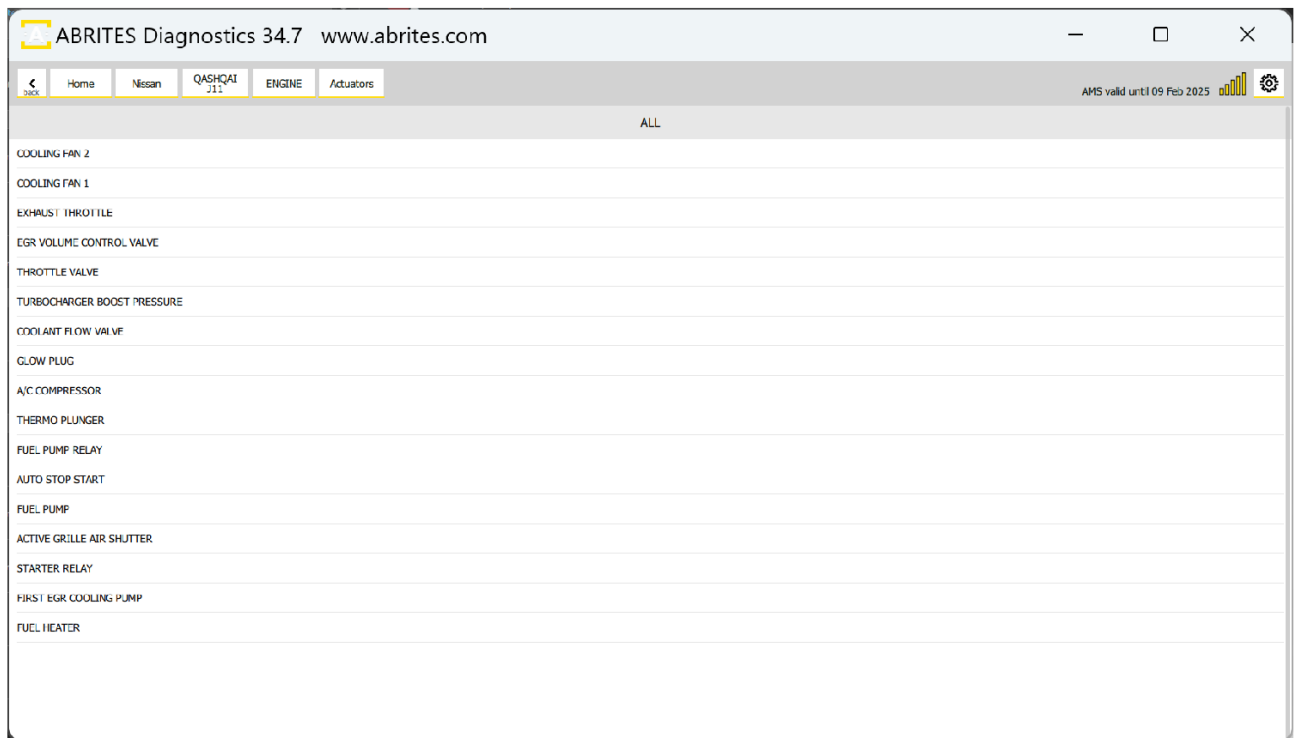 A ABRITES Diagnostics 34.7 www.abrites.com
back Home Nissan QASHQAI J11 ENGINE Actuators AMS valid until 09 Feb 2025
ALL
COOLING FAN 2
COOLING FAN 1
EXHAUST THROTTLE
EGR VOLUME CONTROL VALVE
THROTTLE VALVE
TURBOCHARGER BOOST PRESSURE
COOLANT FLOW VALVE
GLOW PLUG
A/C COMPRESSOR
THERMO PLUNGER
FUEL PUMP RELAY
AUTO STOP START
FUEL PUMP
ACTIVE GRILLE AIR SHUTTER
STARTER RELAY
FIRST EGR COOLING PUMP
FUEL HEATER